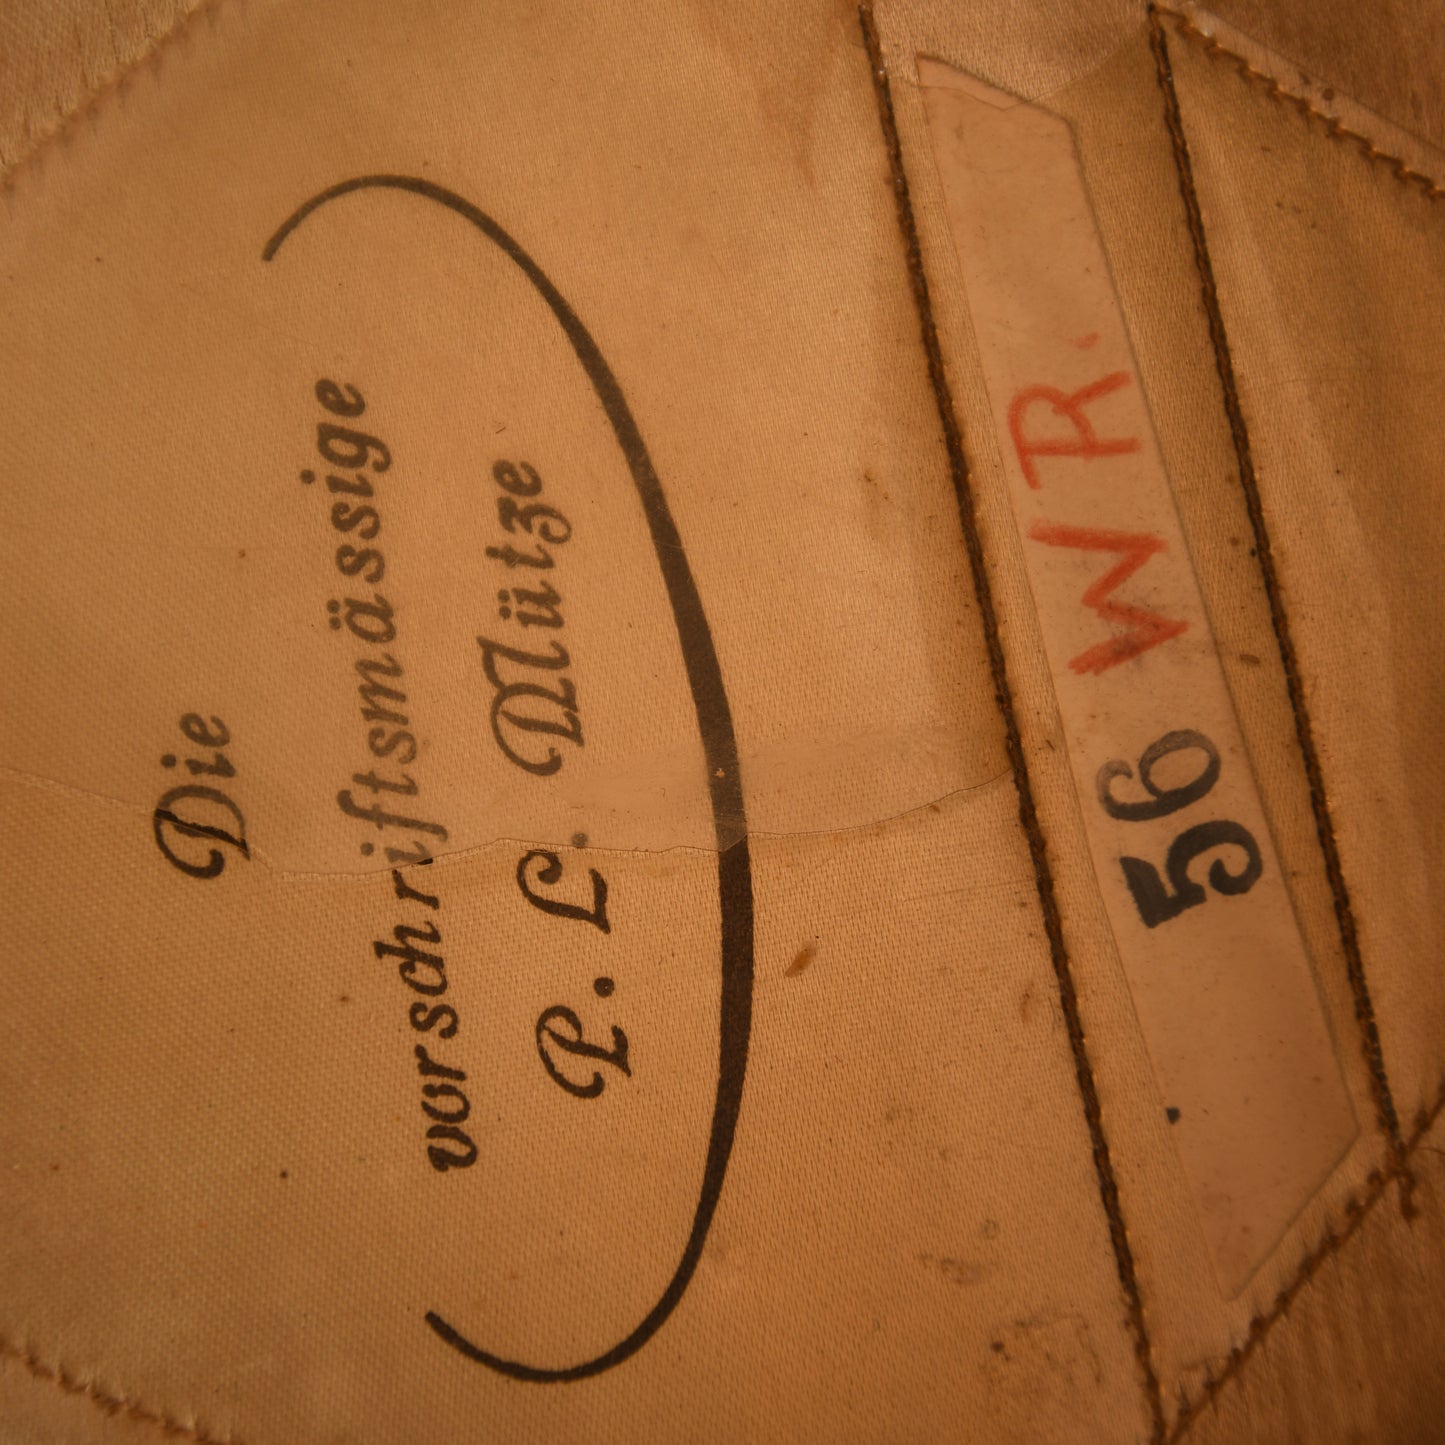 Die
vorschriftsmässige
P. L. Mütze
56 WR.